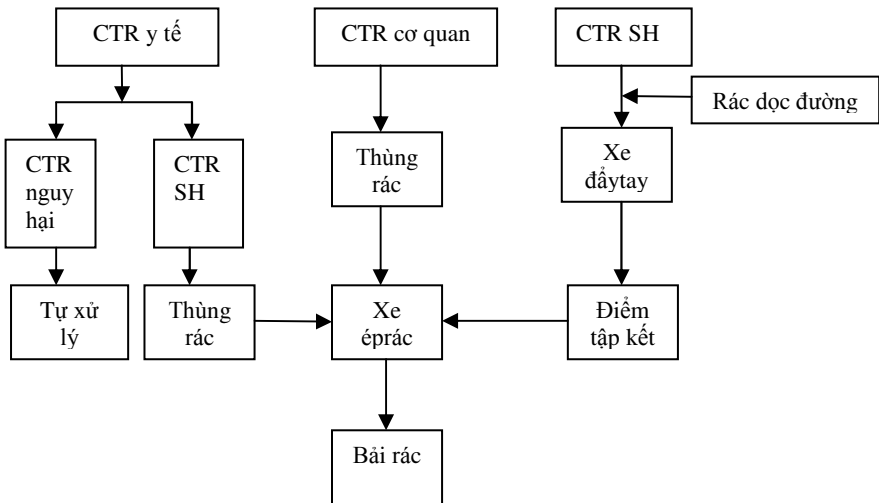 CTR y tế
CTR cơ quan
CTR SH
Rác dọc đường
CTR
nguy
hại
CTR
SH
Thùng
rác
Xe
đẩytay
Tự xử
lý
Thùng
rác
Xe
éprác
Điểm
tập kết
Bải rác